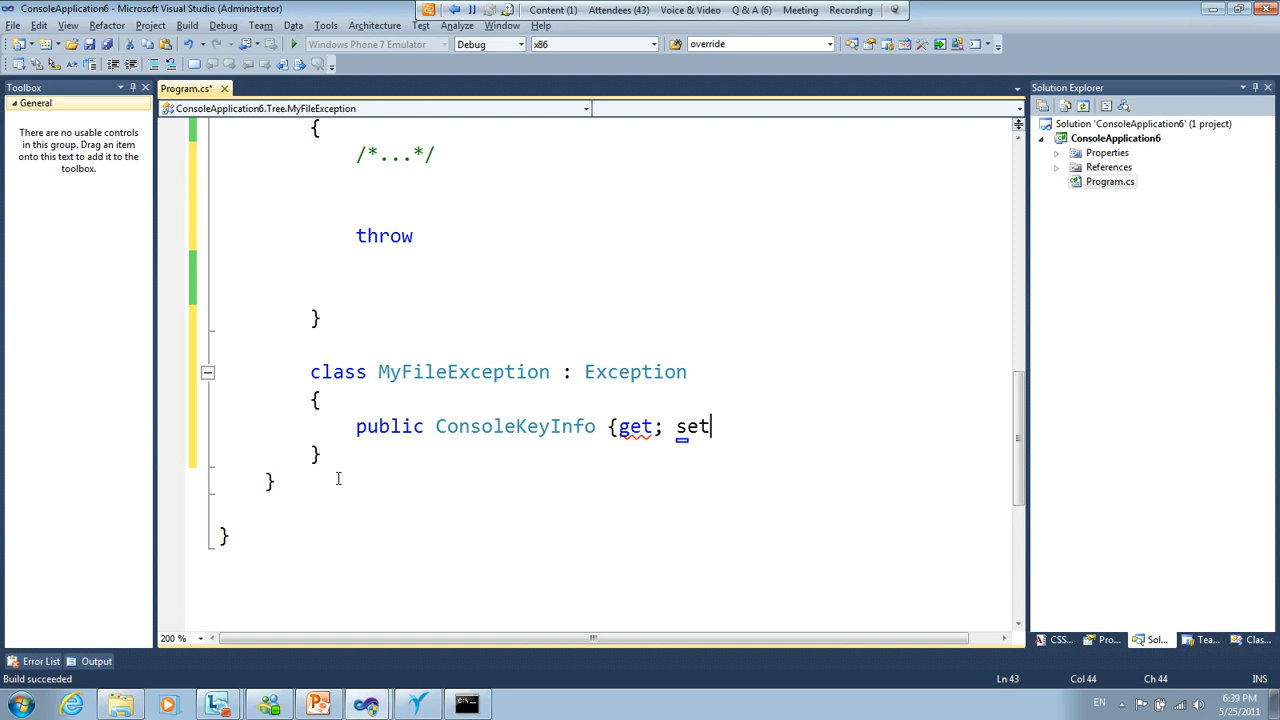 ConsoleApplication6 - Microsoft Visual Studio (Administrator)
Content (1) Attendees (43) Voice & Video Q & A (6) Meeting Recording
File Edit View Refactor Project Build Debug Team Data Tools Architecture Test Analyze Window Help
Windows Phone 7 Emulator Debug x86 override
Toolbox
General
There are no usable controls
in this group. Drag an item
onto this text to add it to the
toolbox.
Program.cs*
ConsoleApplication6.Tree.MyFileException
{
/*...*/
throw
}
class MyFileException : Exception
{
public ConsoleKeyInfo {get; set
}
}
}
200 %
Solution Explorer
Solution 'ConsoleApplication6' (1 project)
ConsoleApplication6
Properties
References
Program.cs
CSS... Pro... Sol... Tea... Clas...
Error List Output
Build succeeded Ln 43 Col 44 Ch 44 INS
EN 6:39 PM
5/25/2011